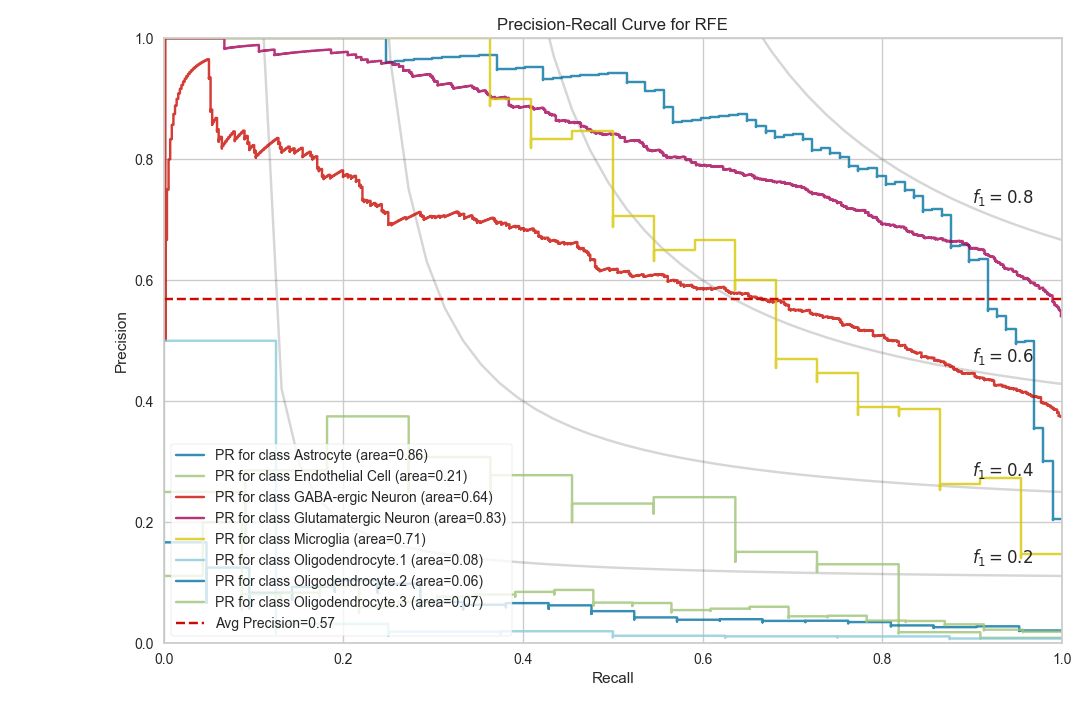 Precision-Recall Curve for RFE
1.0
0.8
0.6
0.4
0.2
0.0
Precision
f1 = 0.8
f1 = 0.6
f1 = 0.4
f1 = 0.2
PR for class Astrocyte (area=0.86)
PR for class Endothelial Cell (area=0.21)
PR for class GABA-ergic Neuron (area=0.64)
PR for class Glutamatergic Neuron (area=0.83)
PR for class Microglia (area=0.71)
PR for class Oligodendrocyte.1 (area=0.08)
PR for class Oligodendrocyte.2 (area=0.06)
PR for class Oligodendrocyte.3 (area=0.07)
Avg Precision=0.57
0.0 0.2 0.4 0.6 0.8 1.0
Recall